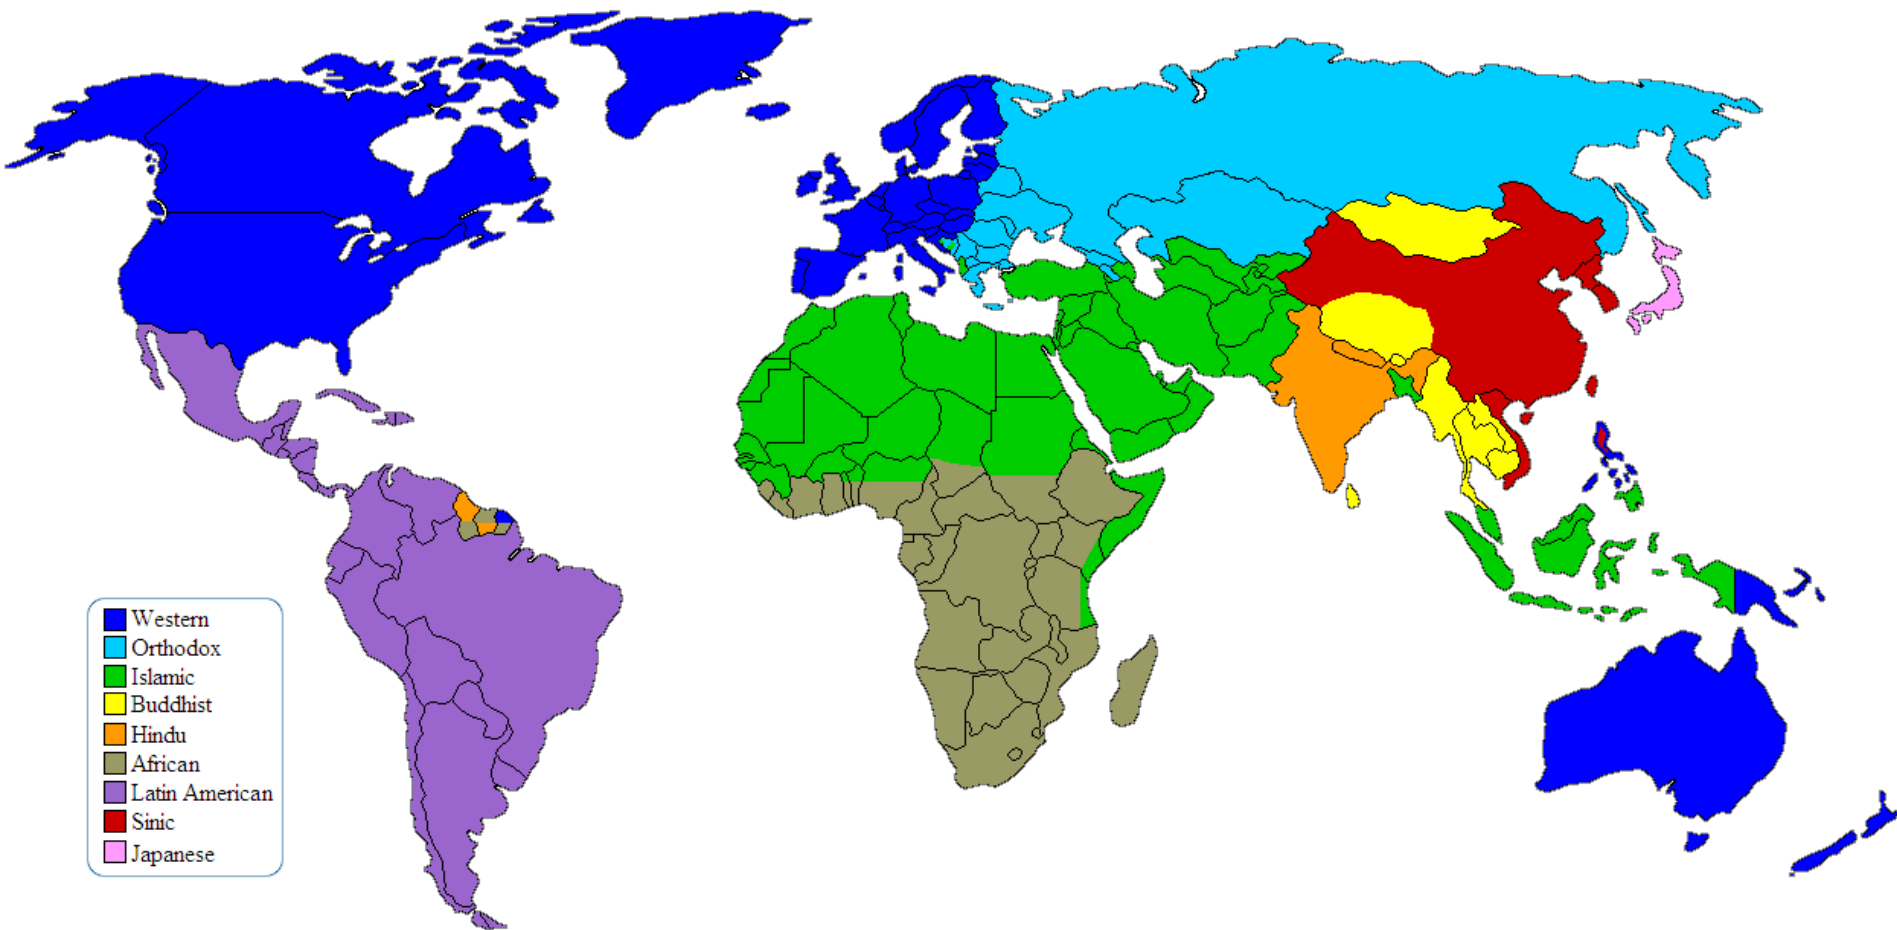 Western
Orthodox
Islamic
Buddhist
Hindu
African
Latin American
Sinic
Japanese